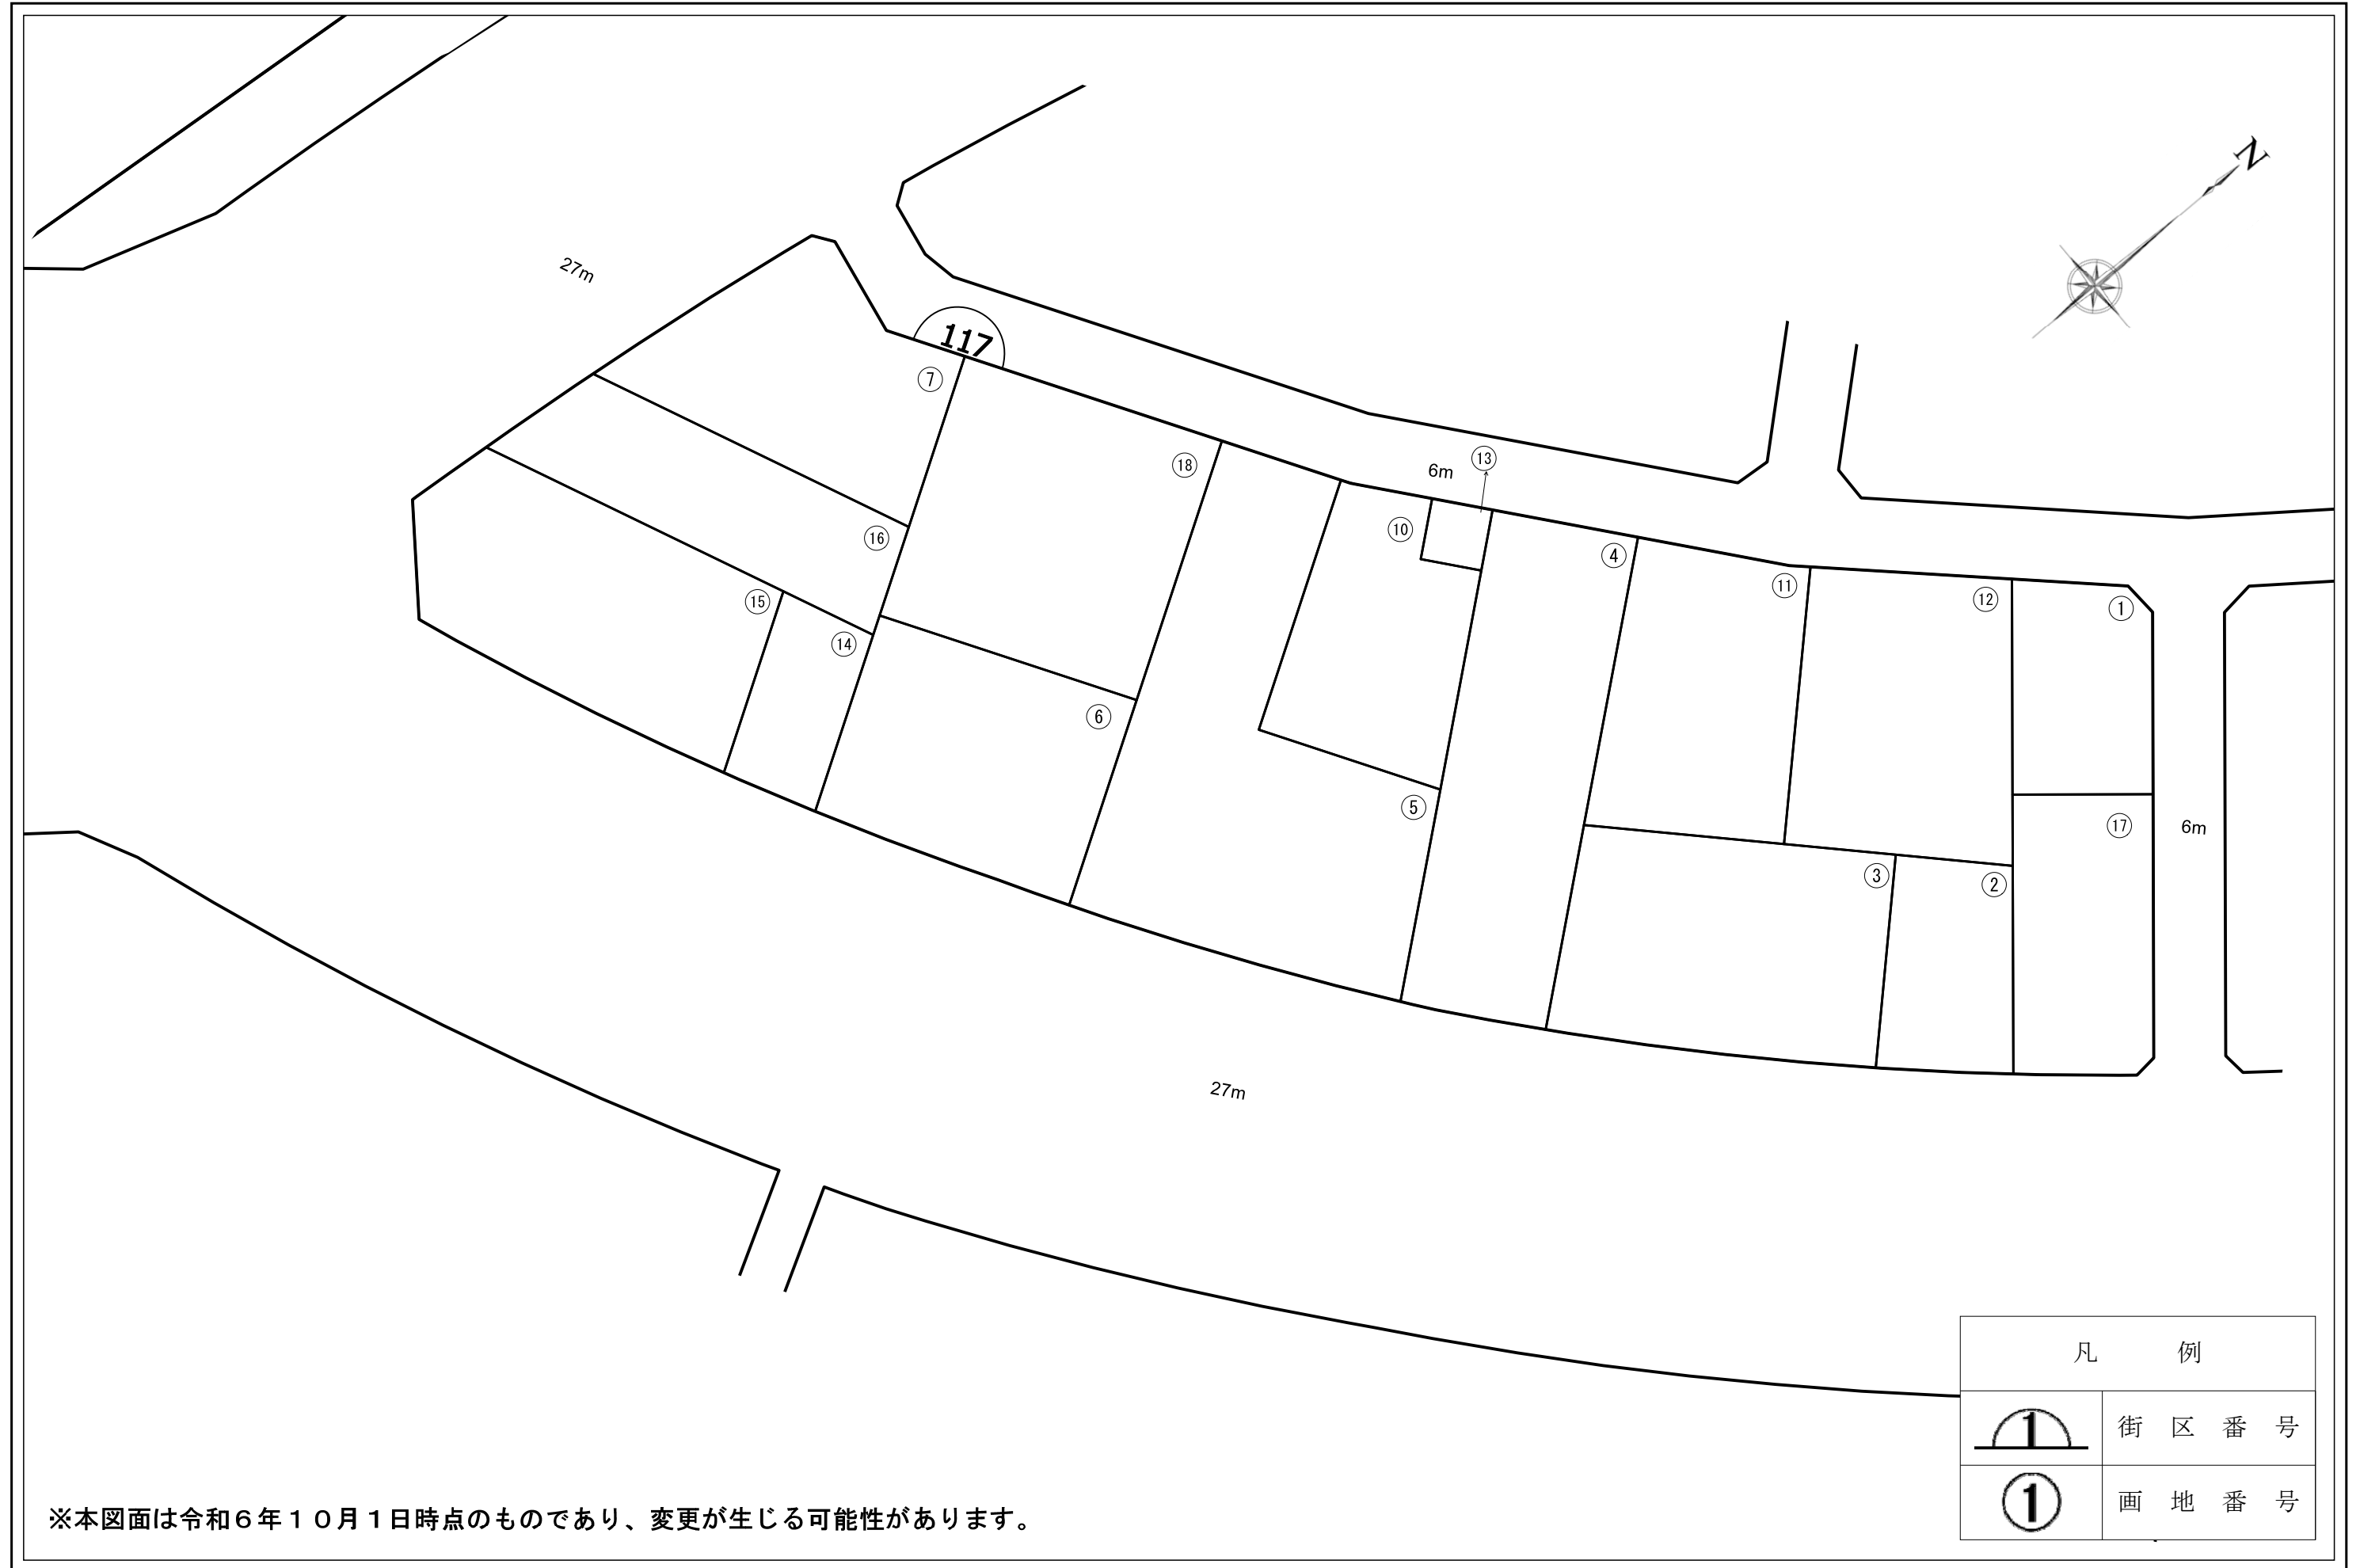 N
27m
117
⑦
⑱
⑬
6m
⑩
⑯
④
⑪
⑫
①
⑮
⑭
⑥
⑤
⑰
6m
③
②
27m
凡 例
1 街区番号
① 画地番号
※本図面は令和６年１０月１日時点のものであり、変更が生じる可能性があります。